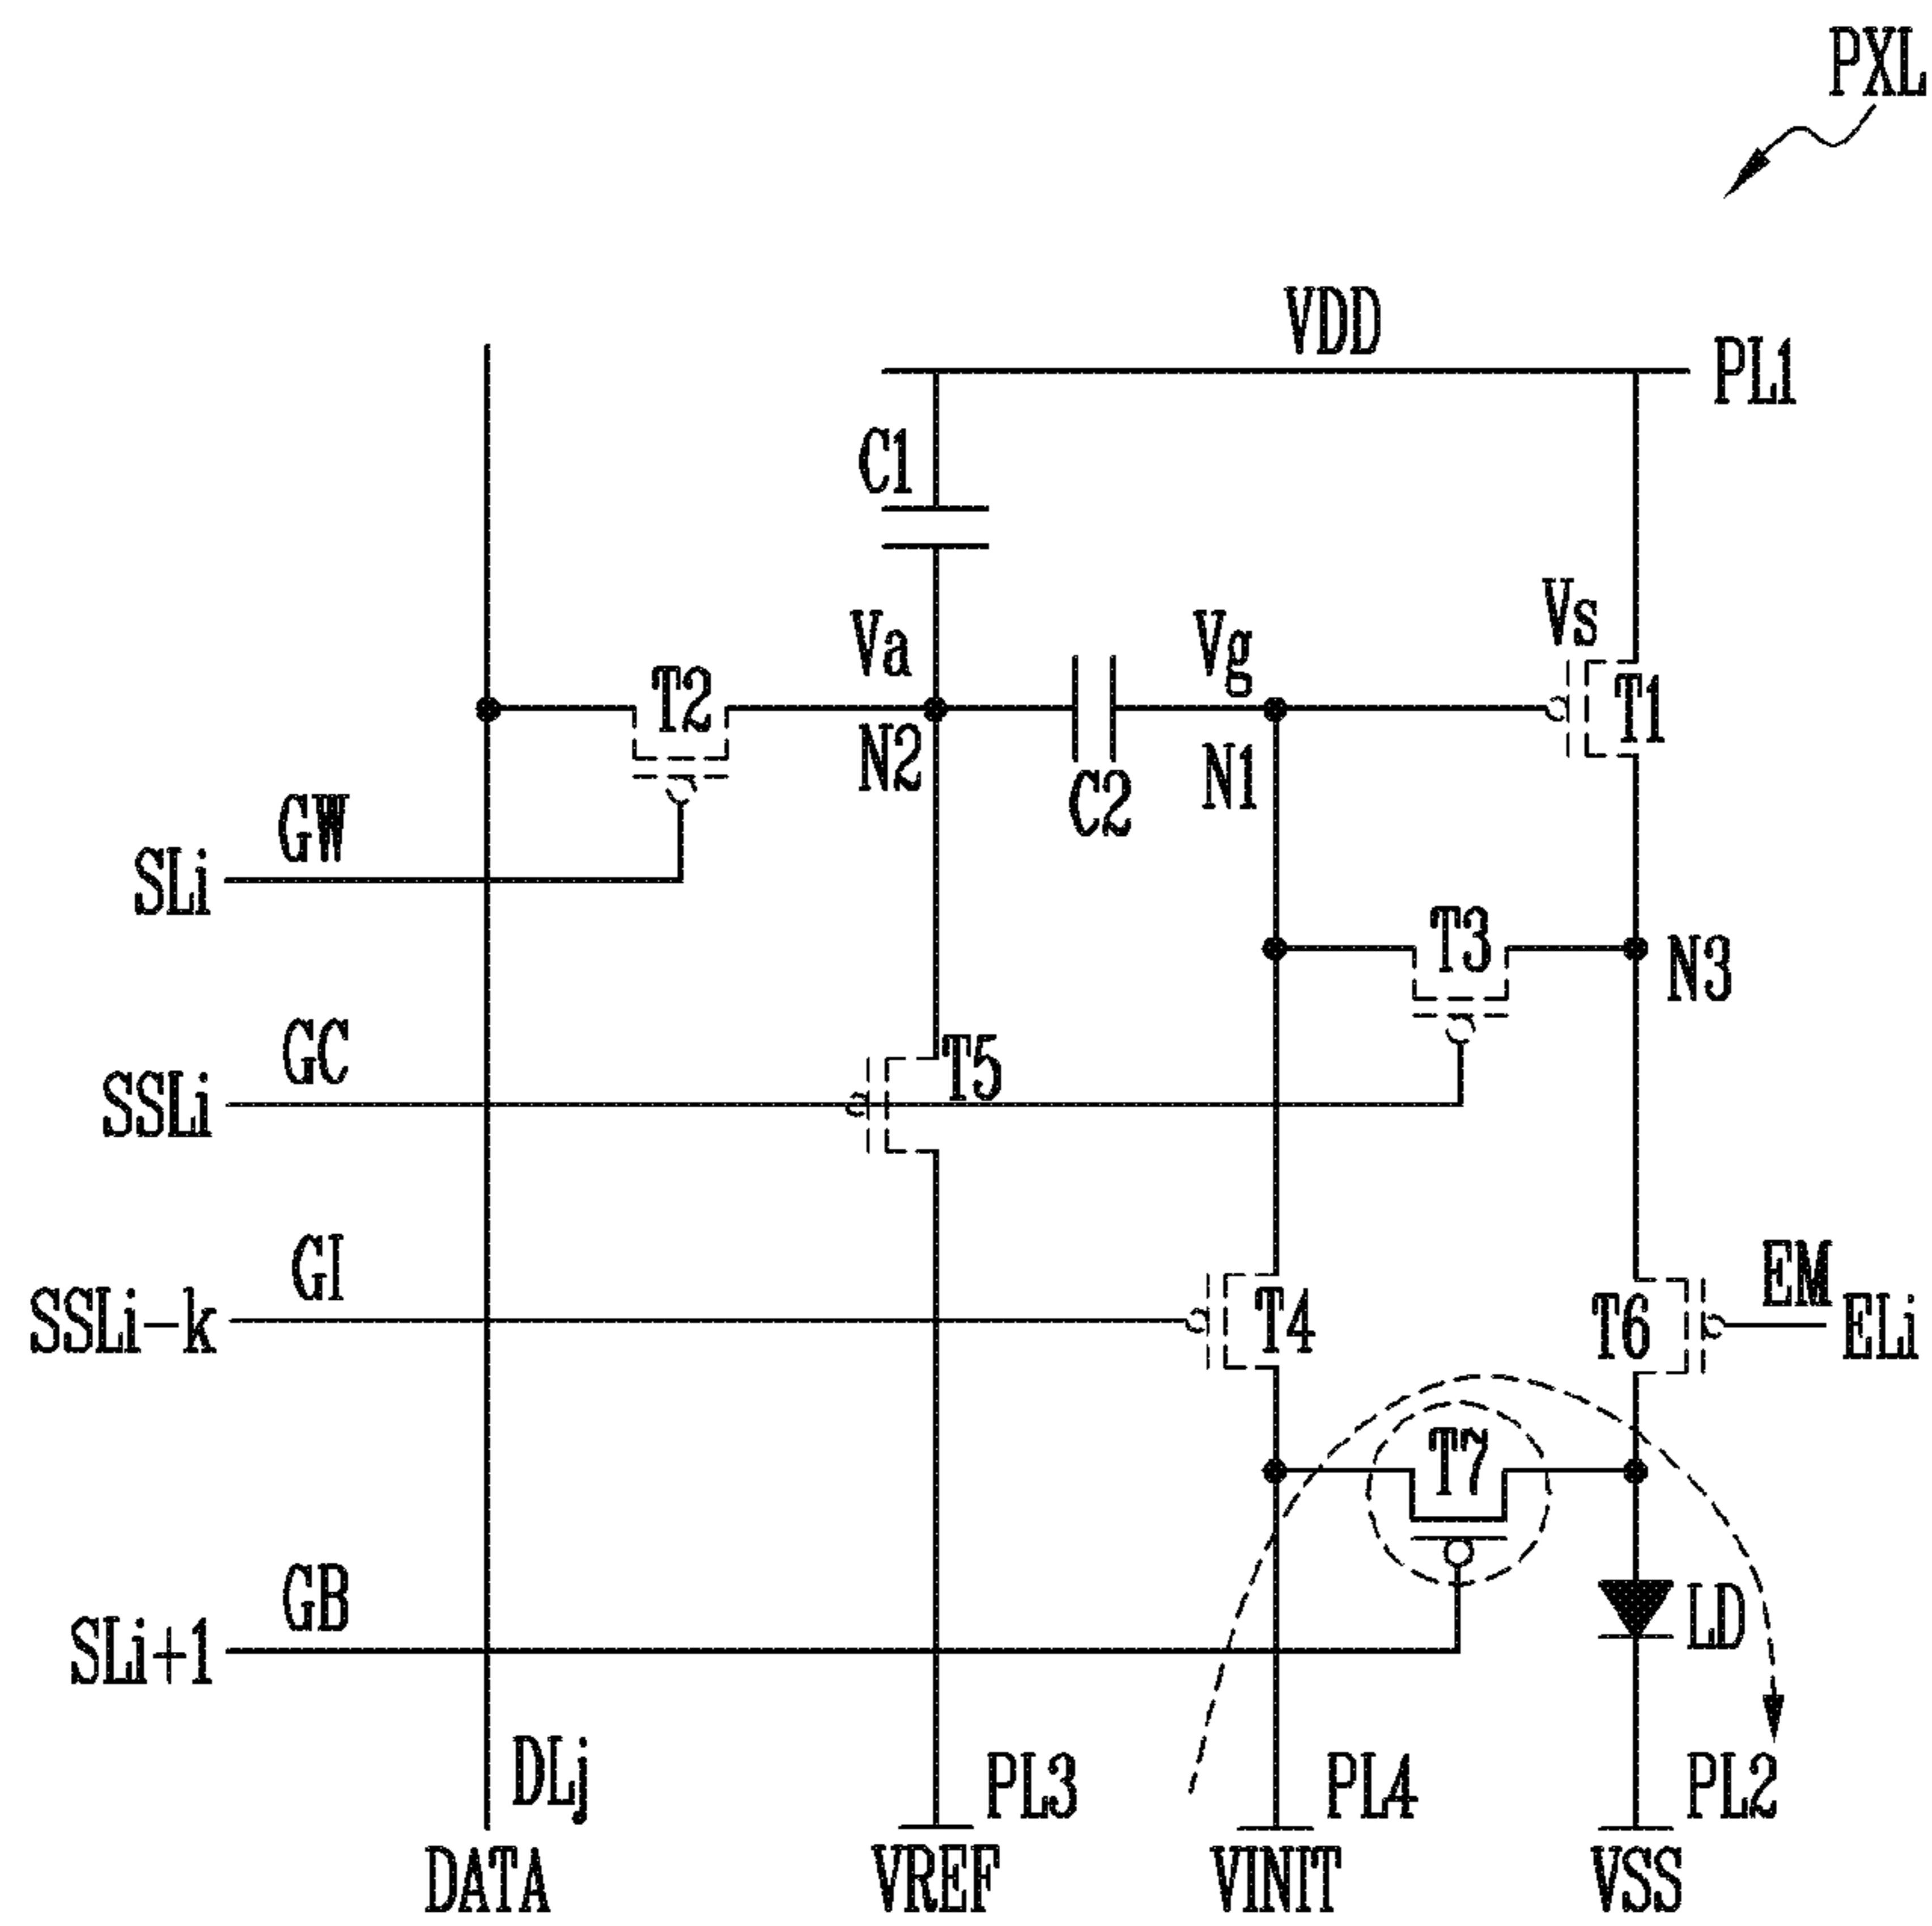 PXL
VDD
PL1
C1
Va
Vg
Vs
T2
T1
N2
N1
C2
GW
SLi
T3
N3
GC
SSLi
T5
GI
SSLi-k
T4
T6
EM
ELi
T7
GB
SLi+1
LD
DLj
PL3
PL4
PL2
DATA
VREF
VINIT
VSS